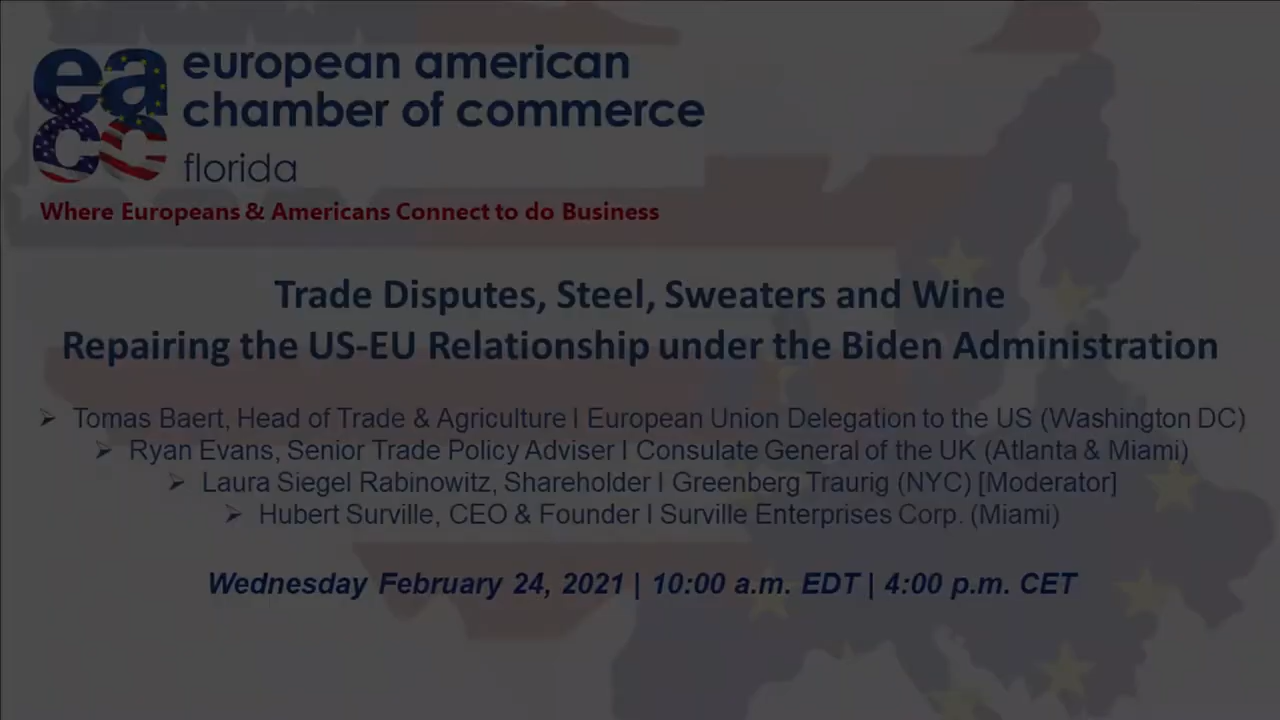 ea
cc
european american
chamber of commerce
florida
Where Europeans & Americans Connect to do Business
Trade Disputes, Steel, Sweaters and Wine
Repairing the US-EU Relationship under the Biden Administration
➢ Tomas Baert, Head of Trade & Agriculture I European Union Delegation to the US (Washington DC)
➢ Ryan Evans, Senior Trade Policy Adviser I Consulate General of the UK (Atlanta & Miami)
➢ Laura Siegel Rabinowitz, Shareholder I Greenberg Traurig (NYC) [Moderator]
➢ Hubert Surville, CEO & Founder I Surville Enterprises Corp. (Miami)
Wednesday February 24, 2021 | 10:00 a.m. EDT | 4:00 p.m. CET